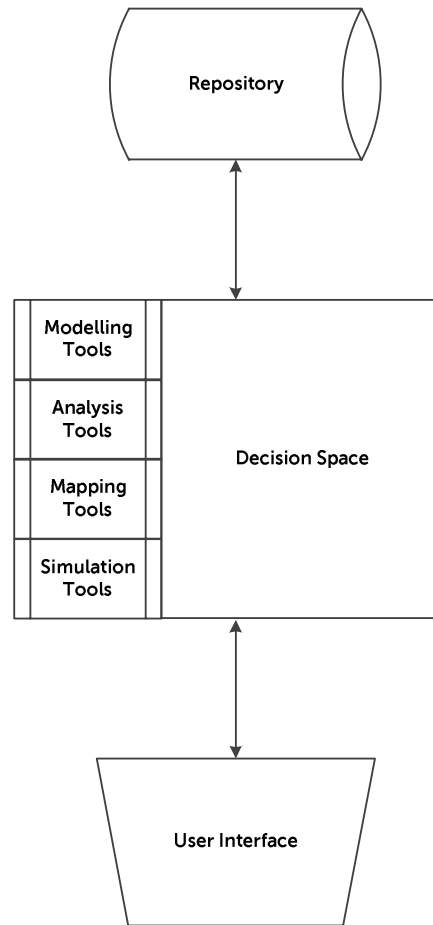 Repository
Modelling
Tools
Analysis
Tools
Mapping
Tools
Simulation
Tools
Decision Space
User Interface